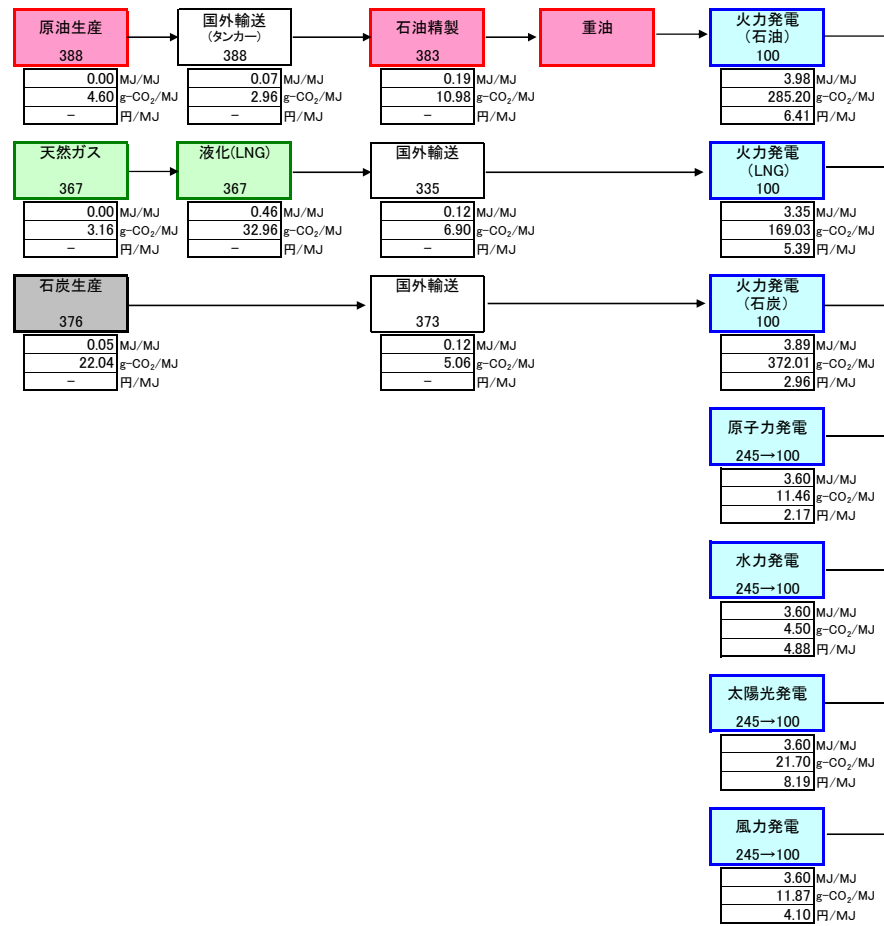 原油生産
388
0.00 MJ/MJ
4.60 g-CO₂/MJ
－ 円/MJ
国外輸送
(タンカー)
388
0.07 MJ/MJ
2.96 g-CO₂/MJ
－ 円/MJ
石油精製
383
0.19 MJ/MJ
10.98 g-CO₂/MJ
－ 円/MJ
重油
火力発電
(石油)
100
3.98 MJ/MJ
285.20 g-CO₂/MJ
6.41 円/MJ
天然ガス
367
0.00 MJ/MJ
3.16 g-CO₂/MJ
－ 円/MJ
液化(LNG)
367
0.46 MJ/MJ
32.96 g-CO₂/MJ
－ 円/MJ
国外輸送
335
0.12 MJ/MJ
6.90 g-CO₂/MJ
－ 円/MJ
火力発電
(LNG)
100
3.35 MJ/MJ
169.03 g-CO₂/MJ
5.39 円/MJ
石炭生産
376
0.05 MJ/MJ
22.04 g-CO₂/MJ
－ 円/MJ
国外輸送
373
0.12 MJ/MJ
5.06 g-CO₂/MJ
－ 円/MJ
火力発電
(石炭)
100
3.89 MJ/MJ
372.01 g-CO₂/MJ
2.96 円/MJ
原子力発電
245→100
3.60 MJ/MJ
11.46 g-CO₂/MJ
2.17 円/MJ
水力発電
245→100
3.60 MJ/MJ
4.50 g-CO₂/MJ
4.88 円/MJ
太陽光発電
245→100
3.60 MJ/MJ
21.70 g-CO₂/MJ
8.19 円/MJ
風力発電
245→100
3.60 MJ/MJ
11.87 g-CO₂/MJ
4.10 円/MJ